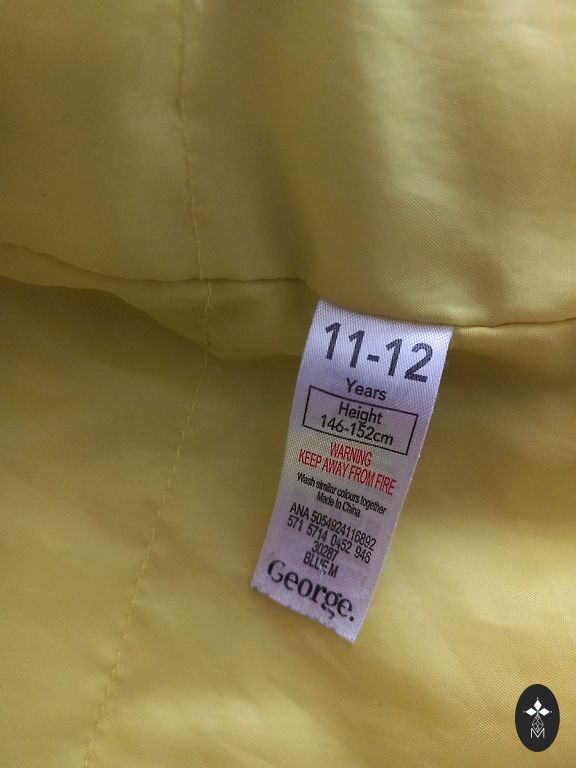 11-12
Years
Height
146-152cm
WARNING
KEEP AWAY FROM FIRE
Wash similar colours together
Made In China
ANA 5054924116892
571 5714 0452 946
30287
BLUE M
George.
M